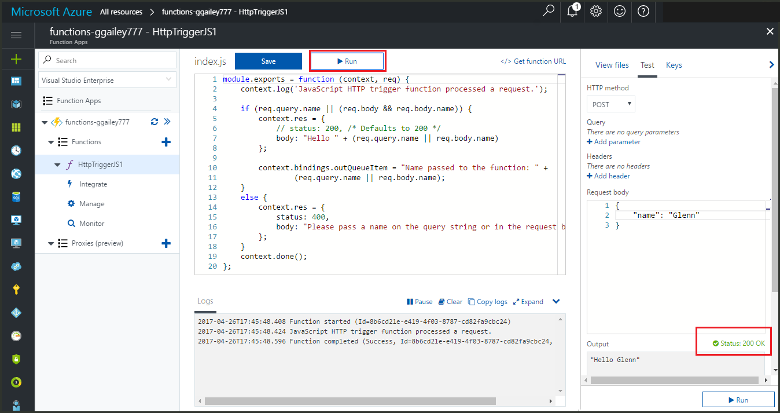 Microsoft Azure All resources > functions-ggailey777 - HttpTriggerJS1
1
functions-ggailey777 - HttpTriggerJS1
Function Apps
Search
Visual Studio Enterprise
Function Apps
functions-ggailey777
Functions
HttpTriggerJS1
Integrate
Manage
Monitor
Proxies (preview)
index.js Save Run </> Get function URL
1 module.exports = function (context, req) {
2 context.log('JavaScript HTTP trigger function processed a request.');
3
4 if (req.query.name || (req.body && req.body.name)) {
5 context.res = {
6 // status: 200, /* Defaults to 200 */
7 body: "Hello " + (req.query.name || req.body.name)
8 };
9
10 context.bindings.outQueueItem = "Name passed to the function: " +
11 (req.query.name || req.body.name);
12 }
13 else {
14 context.res = {
15 status: 400,
16 body: "Please pass a name on the query string or in the request b
17 };
18 }
19 context.done();
20 };
Logs Pause Clear Copy logs Expand
2017-04-26T17:45:48.408 Function started (Id=8b6cd21e-e419-4f03-8787-cd82fa9cbc24)
2017-04-26T17:45:48.424 JavaScript HTTP trigger function processed a request.
2017-04-26T17:45:48.596 Function completed (Success, Id=8b6cd21e-e419-4f03-8787-cd82fa9cbc24,
View files Test Keys
HTTP method
POST
Query
There are no query parameters
+ Add parameter
Headers
There are no headers
+ Add header
Request body
1 {
2 "name": "Glenn"
3 }
Output Status: 200 OK
"Hello Glenn"
Run